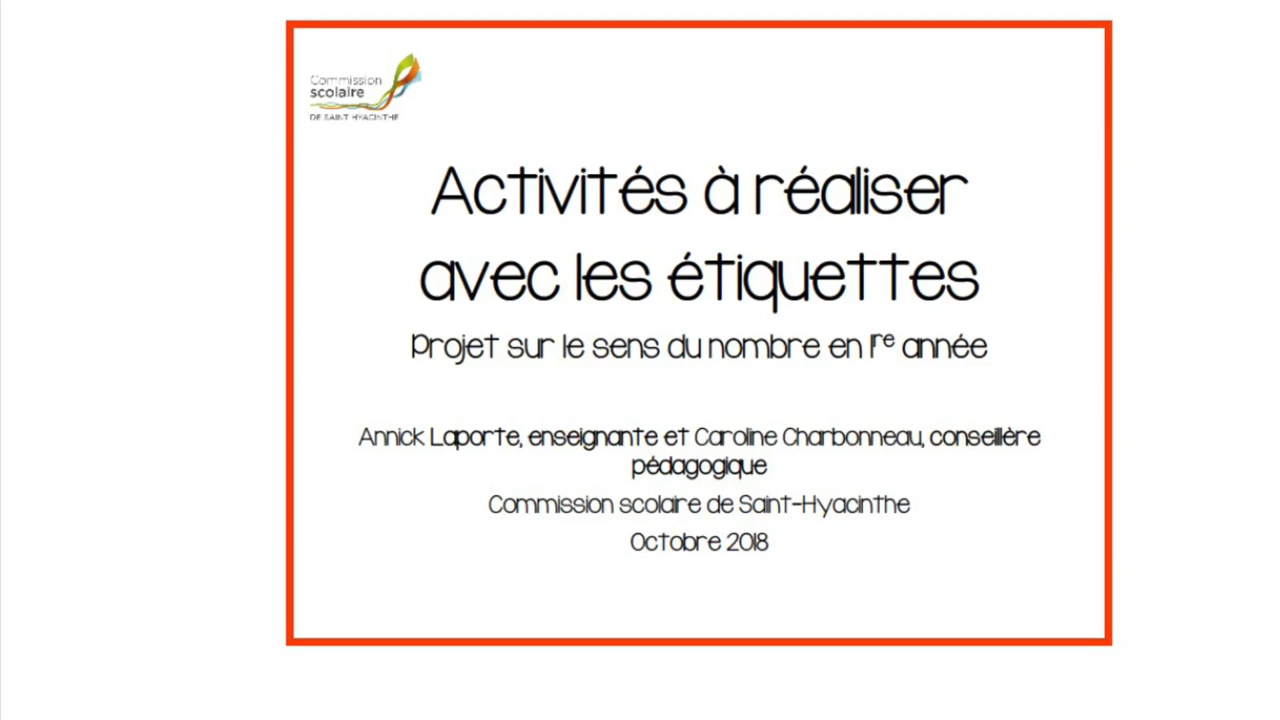 Commission
scolaire
DE SAINT-HYACINTHE
Activités à réaliser
avec les étiquettes
Projet sur le sens du nombre en 1re année
Annick Laporte, enseignante et Caroline Charbonneau, conseillère
pédagogique
Commission scolaire de Saint-Hyacinthe
Octobre 2018